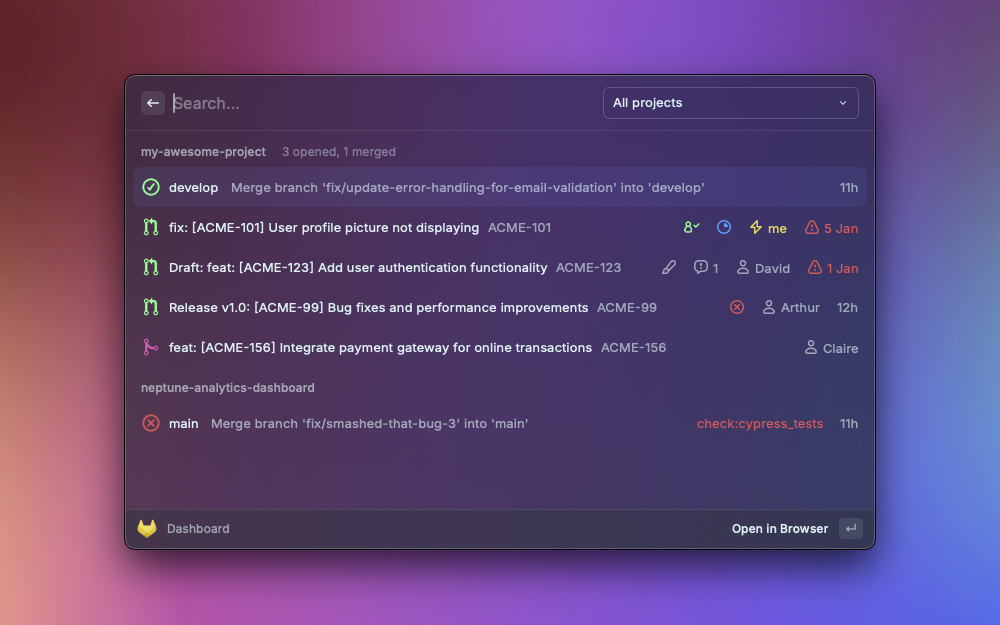 Search...
All projects
my-awesome-project 3 opened, 1 merged
develop Merge branch 'fix/update-error-handling-for-email-validation' into 'develop' 11h
fix: [ACME-101] User profile picture not displaying ACME-101 me 5 Jan
Draft: feat: [ACME-123] Add user authentication functionality ACME-123 1 David 1 Jan
Release v1.0: [ACME-99] Bug fixes and performance improvements ACME-99 Arthur 12h
feat: [ACME-156] Integrate payment gateway for online transactions ACME-156 Claire
neptune-analytics-dashboard
main Merge branch 'fix/smashed-that-bug-3' into 'main' check:cypress_tests 11h
Dashboard Open in Browser